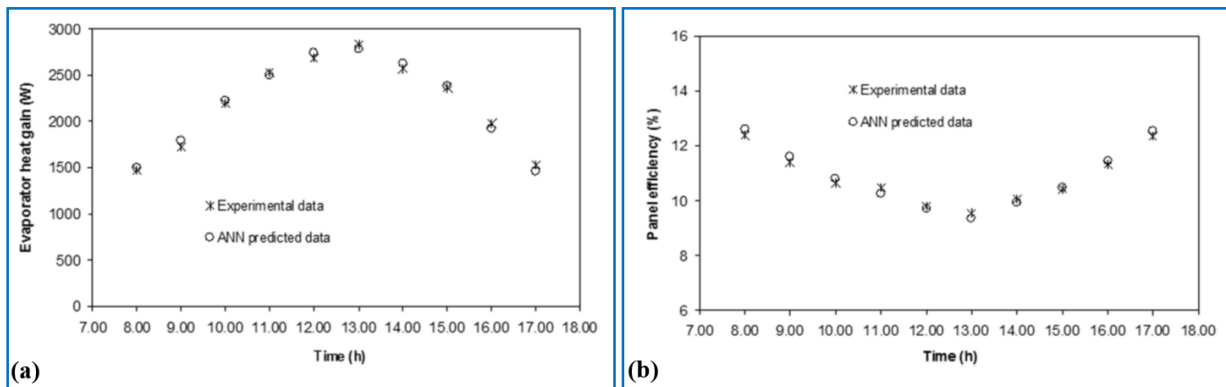 3000
2500
2000
1500
1000
500
0
Evaporator heat gain (W)
Experimental data
ANN predicted data
7.00 8.00 9.00 10.00 11.00 12.00 13.00 14.00 15.00 16.00 17.00 18.00
Time (h)
(a)
16
14
12
10
8
6
Panel efficiency (%)
Experimental data
ANN predicted data
7.00 8.00 9.00 10.00 11.00 12.00 13.00 14.00 15.00 16.00 17.00 18.00
Time (h)
(b)